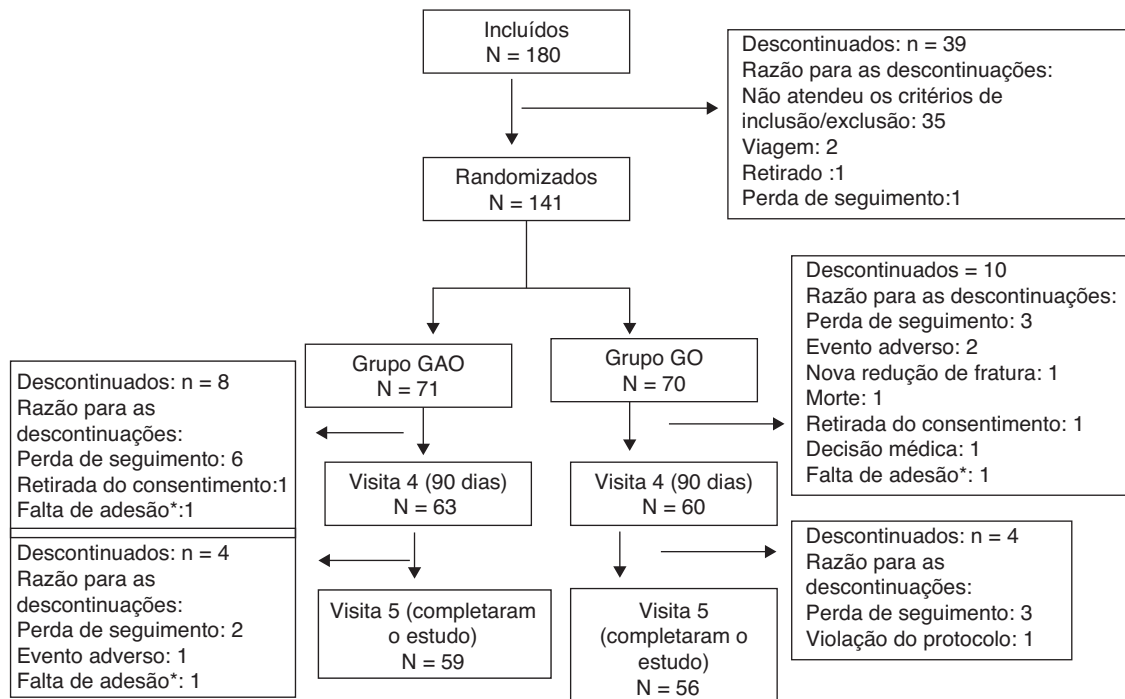 Incluídos
N = 180
Descontinuados: n = 39
Razão para as descontinuações:
Não atendeu os critérios de
inclusão/exclusão: 35
Viagem: 2
Retirado :1
Perda de seguimento:1
Randomizados
N = 141
Descontinuados = 10
Razão para as descontinuações:
Perda de seguimento: 3
Evento adverso: 2
Nova redução de fratura: 1
Morte: 1
Retirada do consentimento: 1
Decisão médica: 1
Falta de adesão*: 1
Grupo GAO
N = 71
Grupo GO
N = 70
Descontinuados: n = 8
Razão para as
descontinuações:
Perda de seguimento: 6
Retirada do consentimento:1
Falta de adesão*:1
Visita 4 (90 dias)
N = 63
Visita 4 (90 dias)
N = 60
Descontinuados: n = 4
Razão para as
descontinuações:
Perda de seguimento: 2
Evento adverso: 1
Falta de adesão*: 1
Visita 5 (completaram
o estudo)
N = 59
Visita 5
(completaram o
estudo)
N = 56
Descontinuados: n = 4
Razão para as
descontinuações:
Perda de seguimento: 3
Violação do protocolo: 1